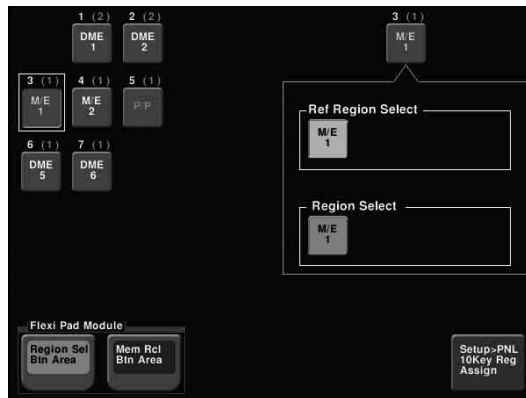 1 (2)  2 (2)
DME
1
DME
2
3 (1)  4 (1)  5 (1)
M/E
1
M/E
2
P/P
6 (1)  7 (1)
DME
5
DME
6
3 (1)
M/E
1
Ref Region Select
M/E
1
Region Select
M/E
1
Flexi Pad Module
Region Sel
Btn Area
Mem Rcl
Btn Area
Setup>PNL
10Key Reg
Assign